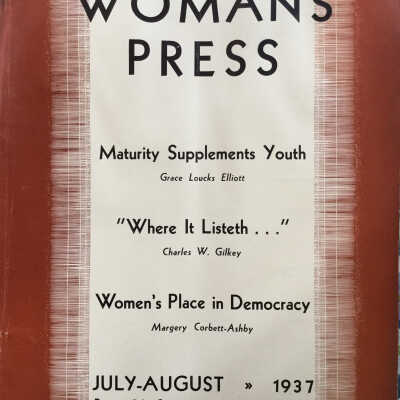 WOMANS
PRESS
Maturity Supplements Youth
Grace Loucks Elliott
"Where It Listeth . . ."
Charles W. Gilkey
Women's Place in Democracy
Margery Corbett-Ashby
JULY-AUGUST » 1937